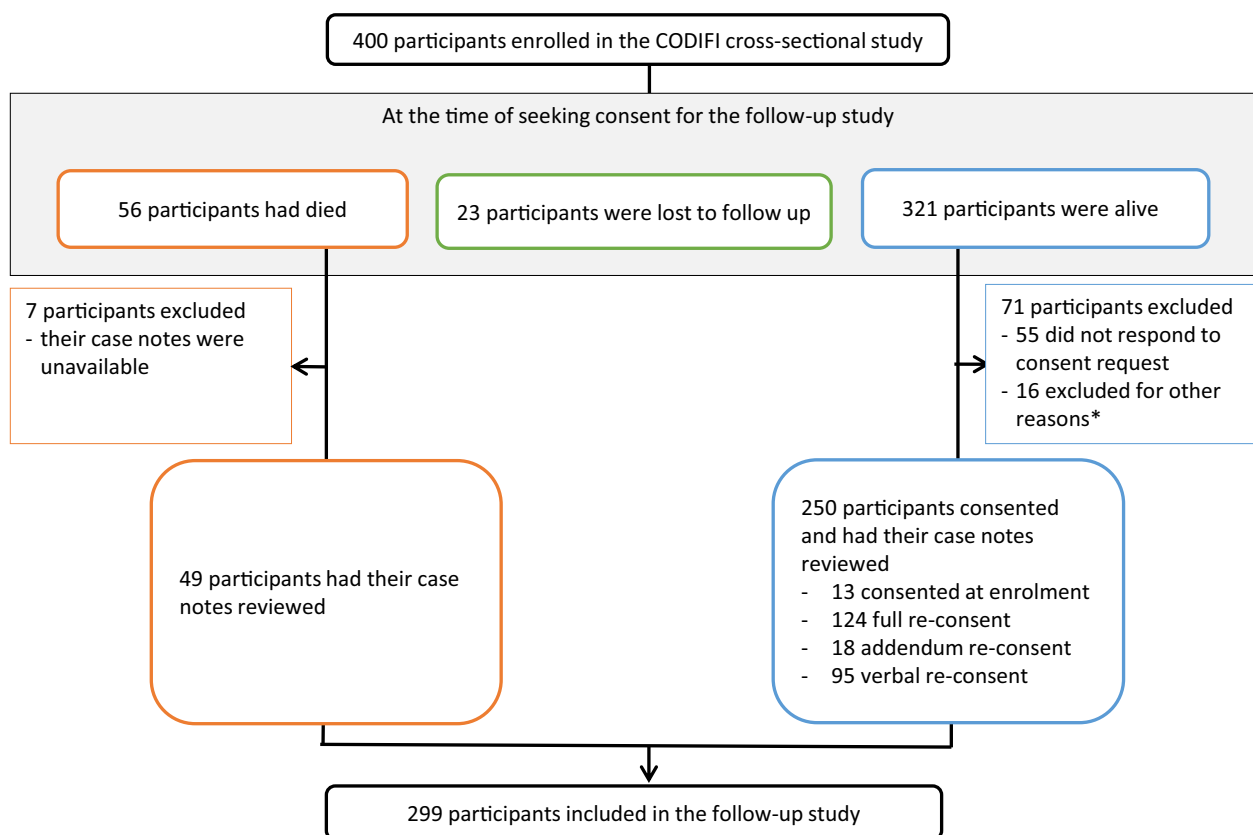 400 participants enrolled in the CODIFI cross-sectional study
At the time of seeking consent for the follow-up study
56 participants had died
23 participants were lost to follow up
321 participants were alive
7 participants excluded
- their case notes were
unavailable
71 participants excluded
- 55 did not respond to
consent request
- 16 excluded for other
reasons*
49 participants had their case
notes reviewed
250 participants consented
and had their case notes
reviewed
- 13 consented at enrolment
- 124 full re-consent
- 18 addendum re-consent
- 95 verbal re-consent
299 participants included in the follow-up study